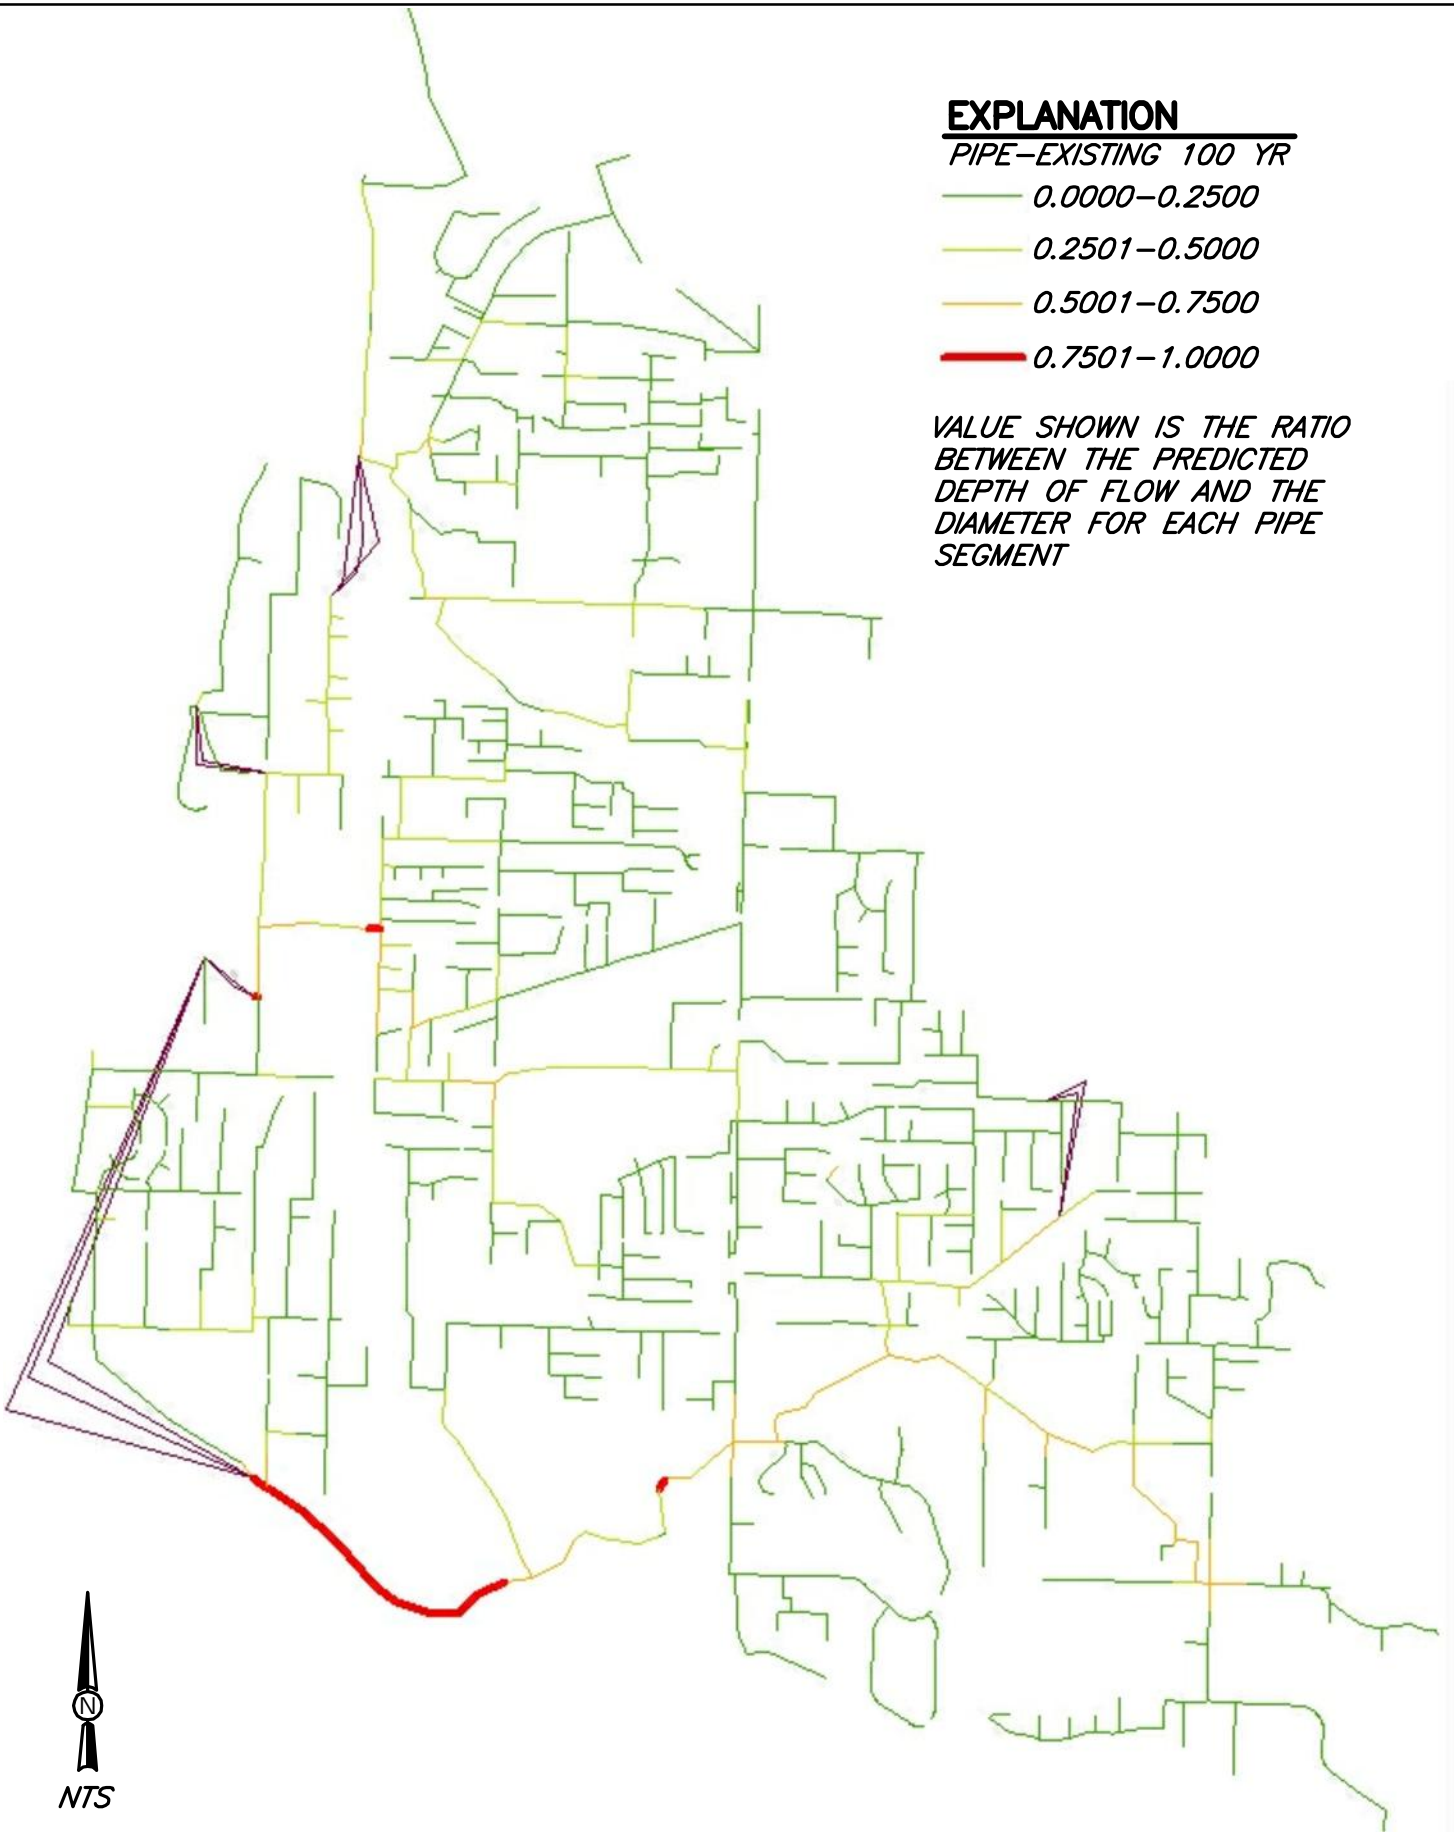 EXPLANATION
PIPE-EXISTING 100 YR
0.0000-0.2500
0.2501-0.5000
0.5001-0.7500
0.7501-1.0000
VALUE SHOWN IS THE RATIO
BETWEEN THE PREDICTED
DEPTH OF FLOW AND THE
DIAMETER FOR EACH PIPE
SEGMENT
N
NTS